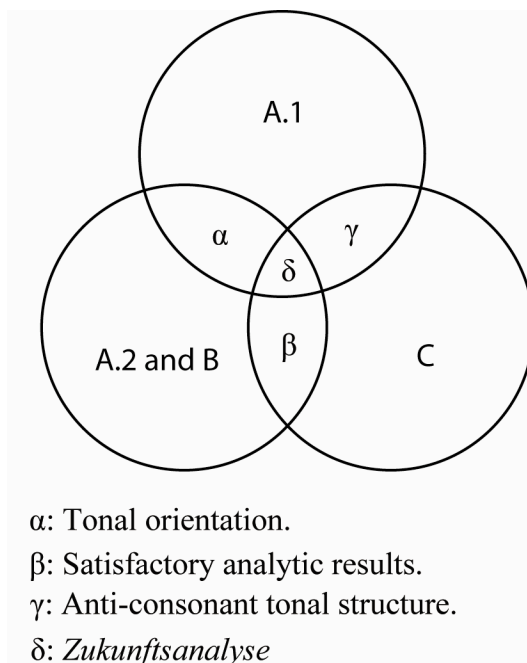 A.1
α
γ
δ
A.2 and B
β
C
α: Tonal orientation.
β: Satisfactory analytic results.
γ: Anti-consonant tonal structure.
δ: Zukunftsanalyse